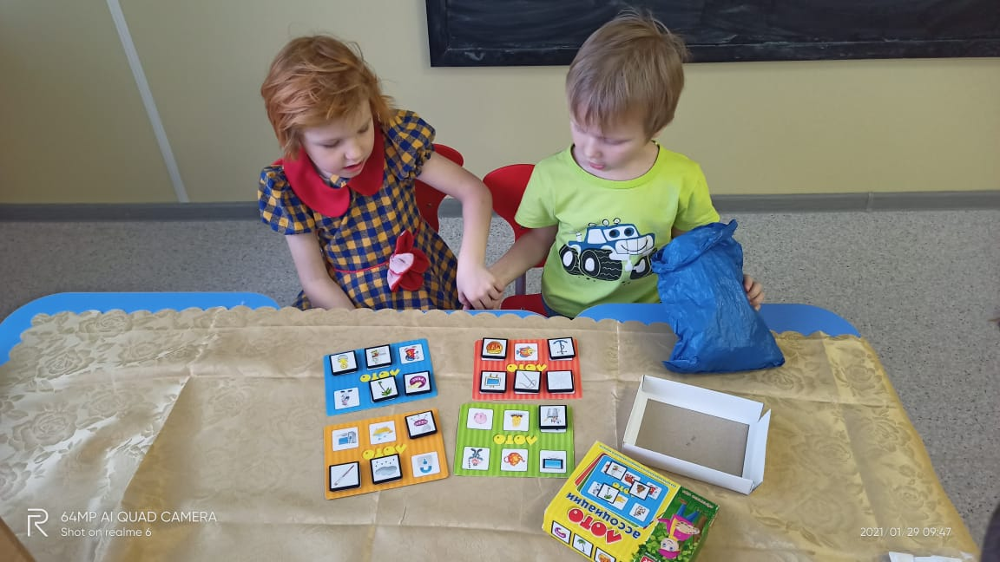 ЛОТО
ЛОТО
ЛОТО
ЛОТО
ЛОТО
АССОЦИАЦИИ
R
64MP AI QUAD CAMERA
Shot on realme 6
2021/01/29 09:47